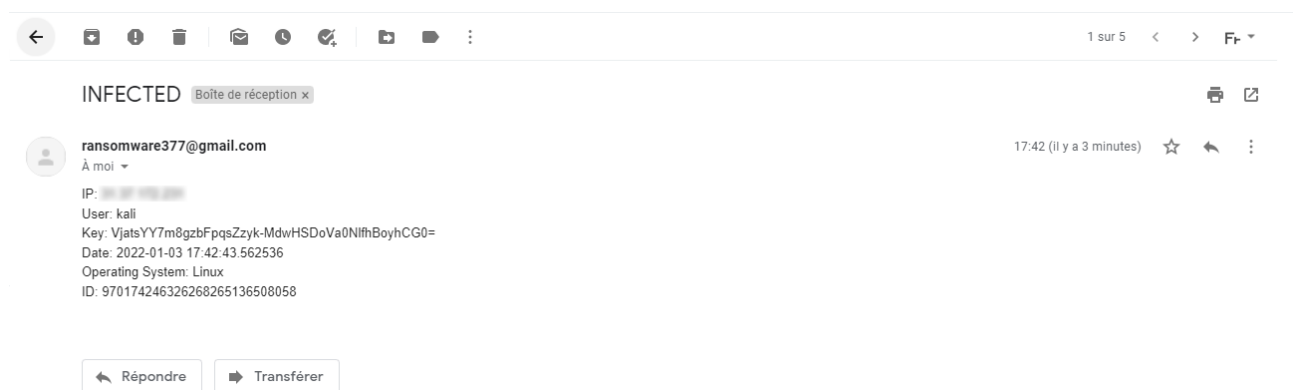 1 sur 5
INFECTED Boîte de réception x
ransomware377@gmail.com
17:42 (il y a 3 minutes)
À moi
IP:
User: kali
Key: VjatsYY7m8gzbFpqsZzyk-MdwHSDoVa0NlfhBoyhCG0=
Date: 2022-01-03 17:42:43.562536
Operating System: Linux
ID: 970174246326268265136508058
Répondre
Transférer